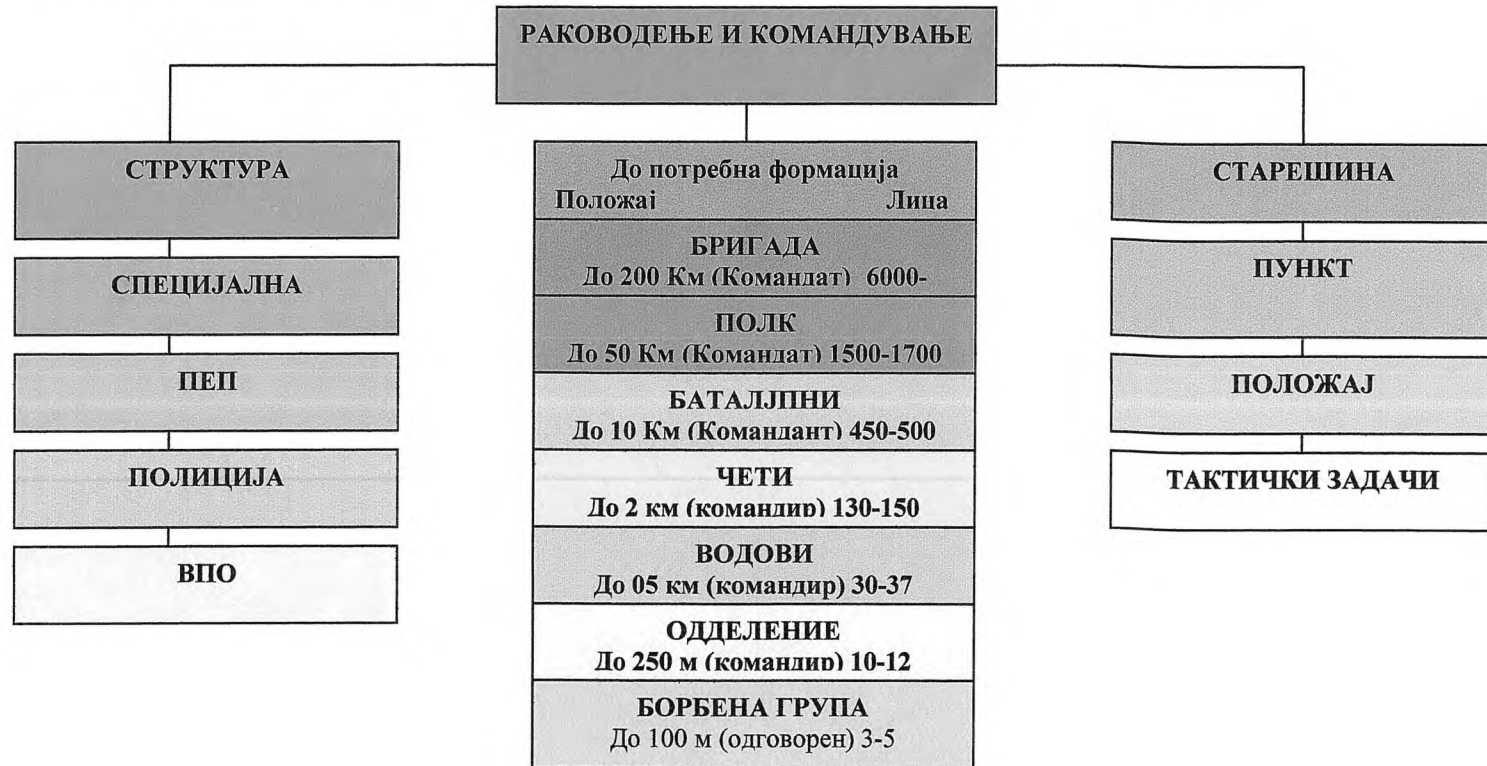 РАКОВОДЕЊЕ И КОМАНДУВАЊЕ
СТРУКТУРА
СПЕЦИЈАЛНА
ПЕП
ПОЛИЦИЈА
ВПО
До потребна формација
Положај Лица
БРИГАДА
До 200 Км (Командат) 6000-
ПОЛК
До 50 Км (Командат) 1500-1700
БАТАЛЈПНИ
До 10 Км (Командант) 450-500
ЧЕТИ
До 2 км (командир) 130-150
ВОДОВИ
До 05 км (командир) 30-37
ОДДЕЛЕНИЕ
До 250 м (командир) 10-12
БОРБЕНА ГРУПА
До 100 м (одговорен) 3-5
СТАРЕШИНА
ПУНКТ
ПОЛОЖАЈ
ТАКТИЧКИ ЗАДАЧИ